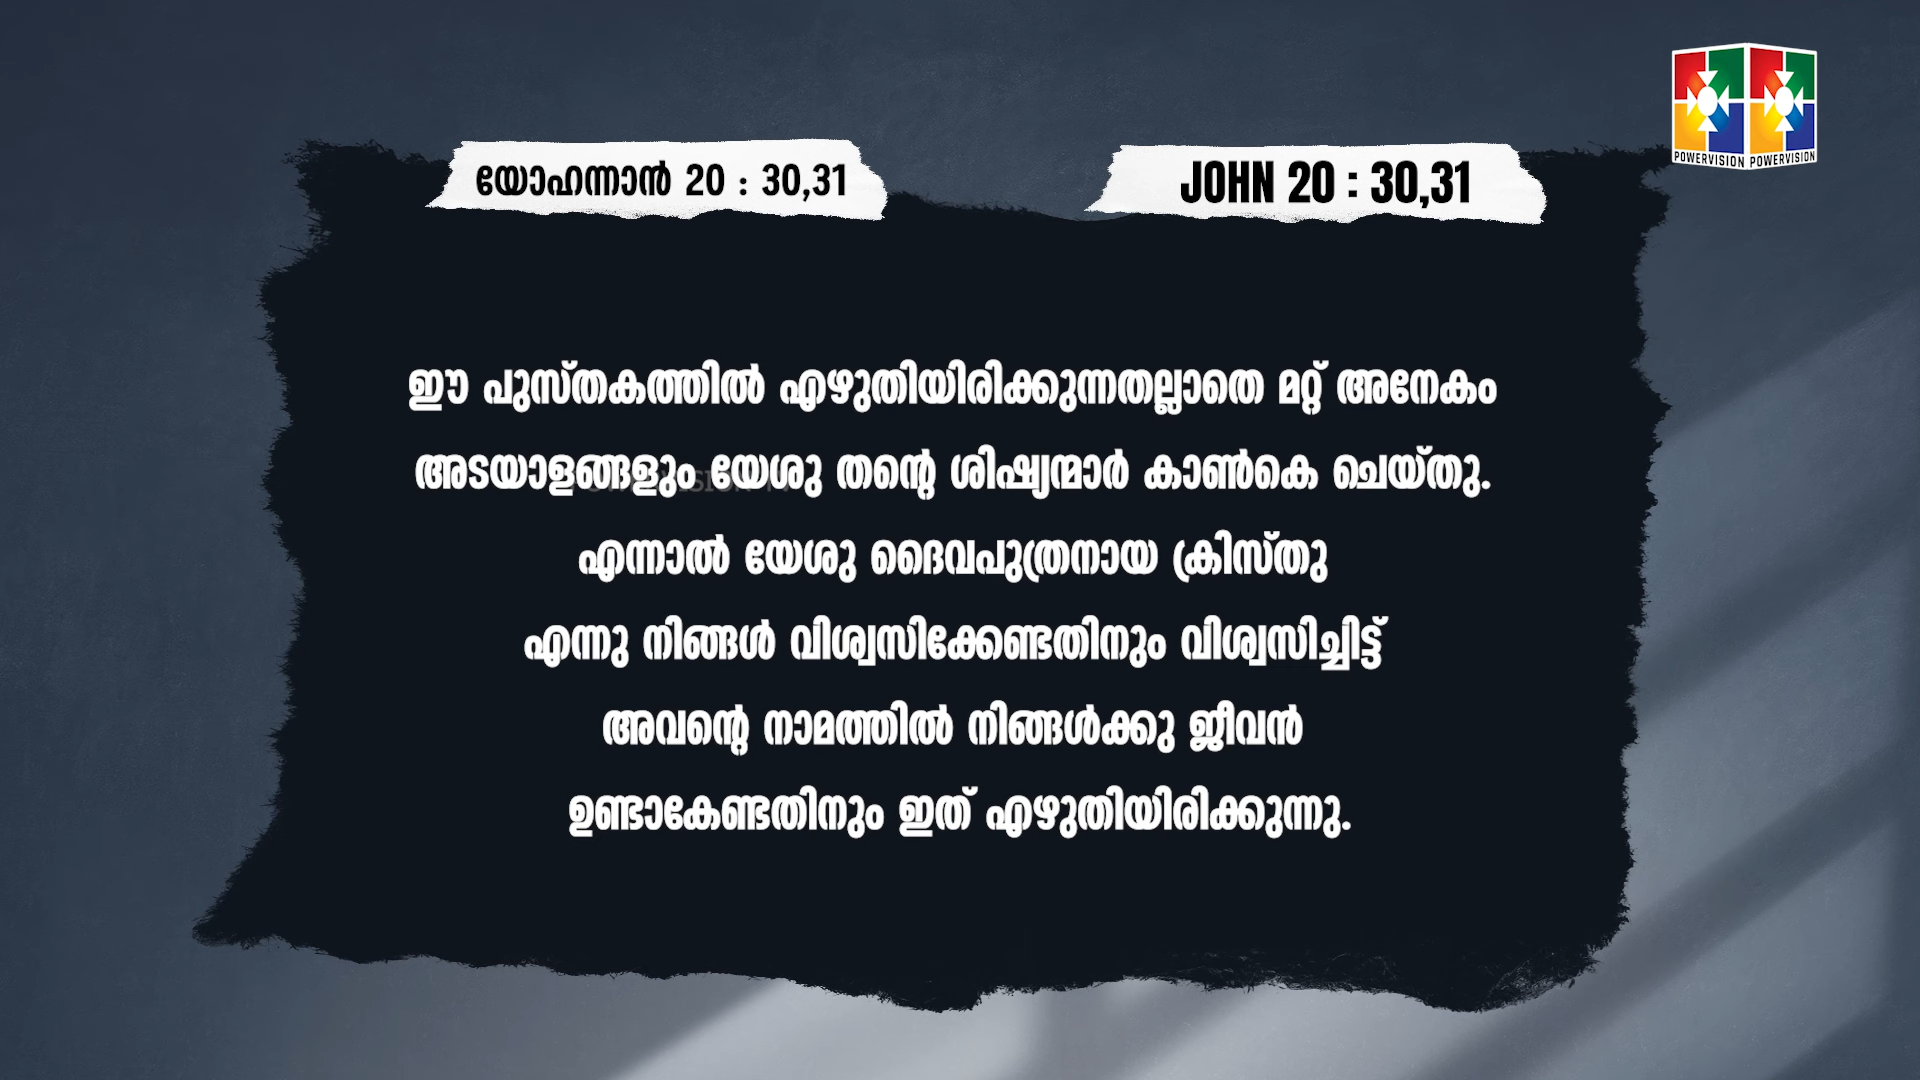 യോഹന്നാൻ 20 : 30,31
JOHN 20 : 30,31
POWERVISION POWERVISION
ഈ പുസ്തകത്തിൽ എഴുതിയിരിക്കുന്നതല്ലാതെ മറ്റ് അനേകം
അടയാളങ്ങളും യേശു തന്റെ ശിഷ്യന്മാർ കാൺകെ ചെയ്തു.
എന്നാൽ യേശു ദൈവപുത്രനായ ക്രിസ്തു
എന്നു നിങ്ങൾ വിശ്വസിക്കേണ്ടതിനും വിശ്വസിച്ചിട്ട്
അവന്റെ നാമത്തിൽ നിങ്ങൾക്കു ജീവൻ
ഉണ്ടാകേണ്ടതിനും ഇത് എഴുതിയിരിക്കുന്നു.